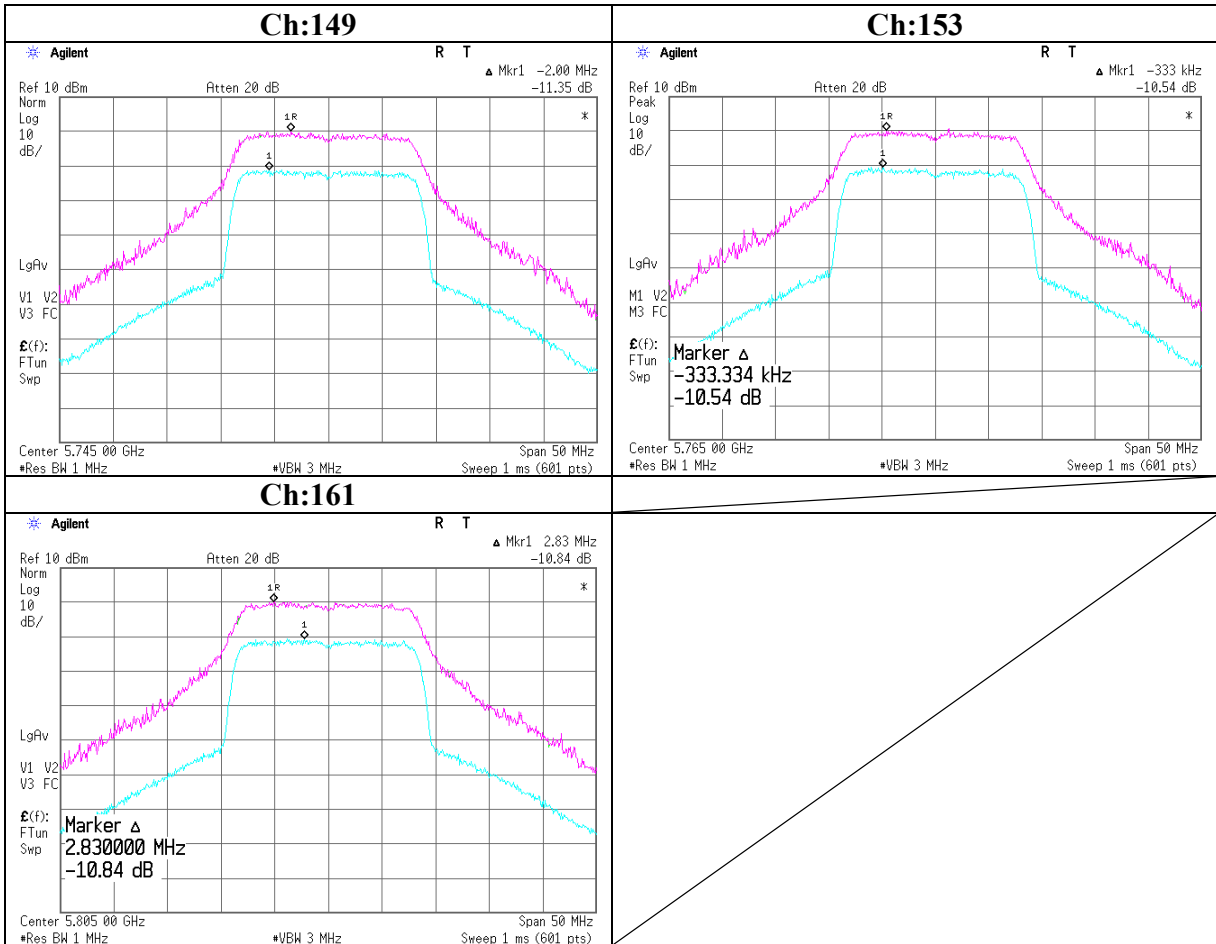 Ch:149
Agilent
R T
Δ Mkr1 -2.00 MHz
Ref 10 dBm
Atten 20 dB
-11.35 dB
Norm
Log
10
dB/
1R
1
*
LgAv
V1 V2
V3 FC
£(f):
FTun
Swp
Center 5.745 00 GHz
Span 50 MHz
#Res BW 1 MHz
#VBW 3 MHz
Sweep 1 ms (601 pts)
Ch:153
Agilent
R T
Δ Mkr1 -333 kHz
Ref 10 dBm
Atten 20 dB
-10.54 dB
Peak
Log
10
dB/
1R
1
*
LgAv
M1 V2
M3 FC
£(f):
FTun
Swp
Marker Δ
-333.334 kHz
-10.54 dB
Center 5.765 00 GHz
Span 50 MHz
#Res BW 1 MHz
#VBW 3 MHz
Sweep 1 ms (601 pts)
Ch:161
Agilent
R T
Δ Mkr1 2.83 MHz
Ref 10 dBm
Atten 20 dB
-10.84 dB
Norm
Log
10
dB/
1R
1
*
LgAv
V1 V2
V3 FC
£(f):
FTun
Swp
Marker Δ
2.830000 MHz
-10.84 dB
Center 5.805 00 GHz
Span 50 MHz
#Res BW 1 MHz
#VBW 3 MHz
Sweep 1 ms (601 pts)